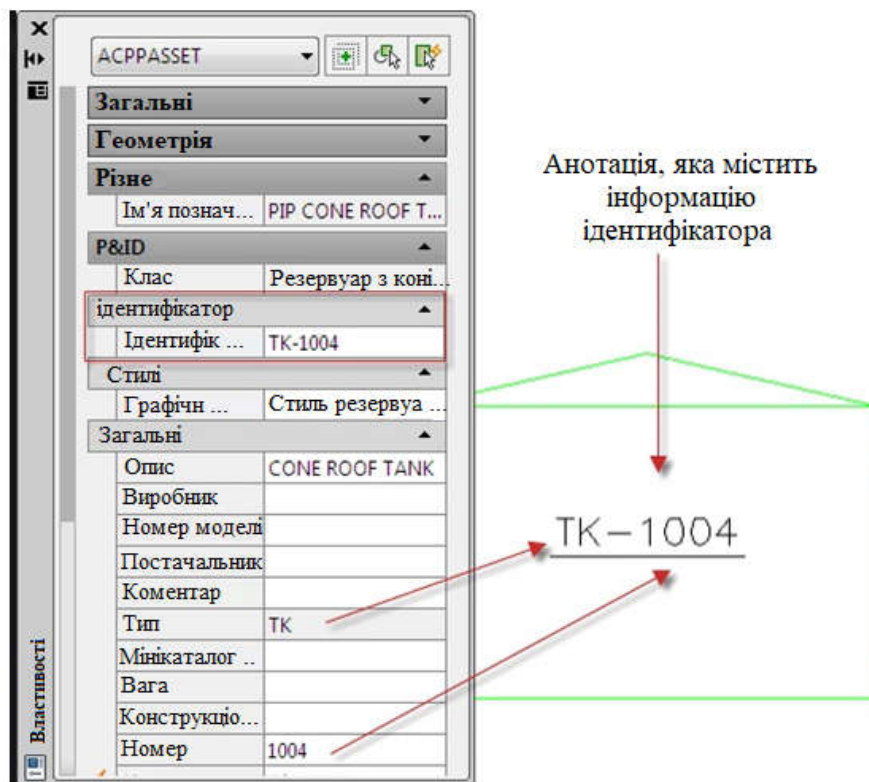 ACPPASSET
Загальні
Геометрія
Різне
Ім'я познач... PIP CONE ROOF T...
P&ID
Клас Резервуар з коні...
ідентифікатор
Ідентифік ... TK-1004
Стилі
Графічн ... Стиль резервуа ...
Загальні
Опис CONE ROOF TANK
Виробник
Номер моделі
Постачальник
Коментар
Тип TK
Мінікаталог ..
Вага
Конструкціо...
Номер 1004
Властивості
Анотація, яка містить
інформацію
ідентифікатора
TK-1004